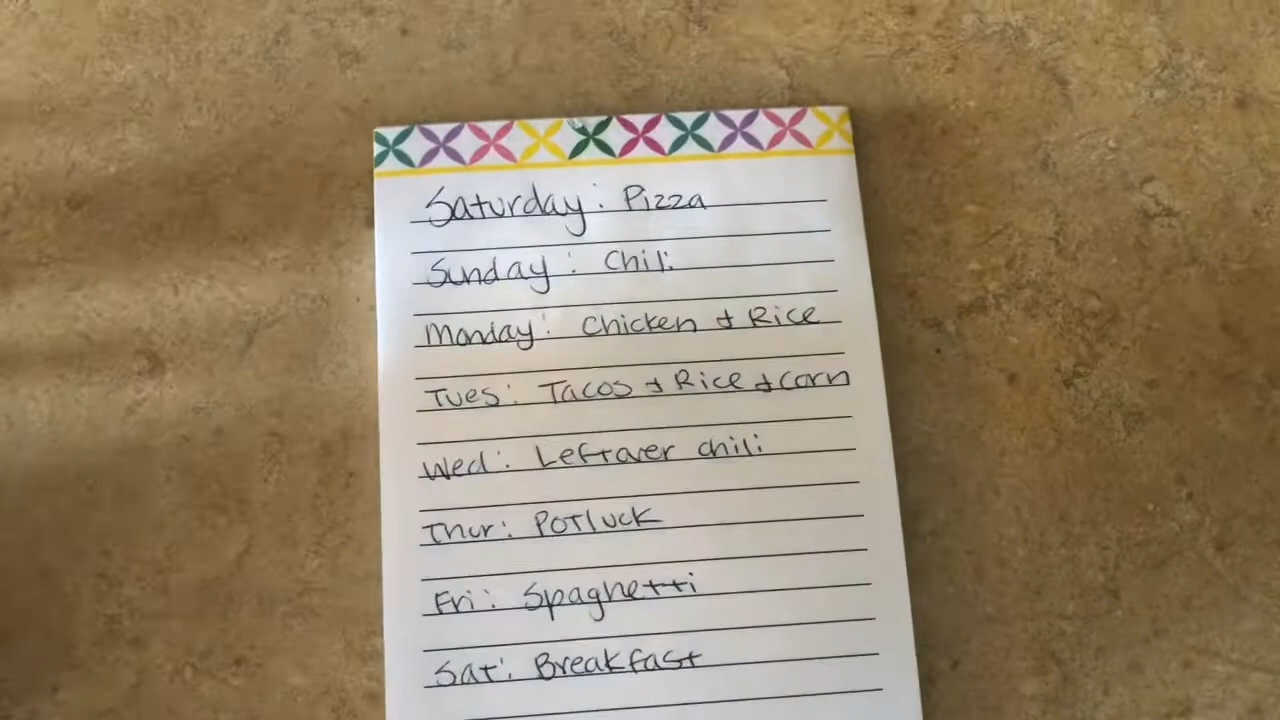 Saturday: Pizza
Sunday: Chili
Monday: Chicken & Rice
Tues: Tacos & Rice & Corn
Wed: Leftover chili
Thur: Potluck
Fri: Spaghetti
Sat: Breakfast